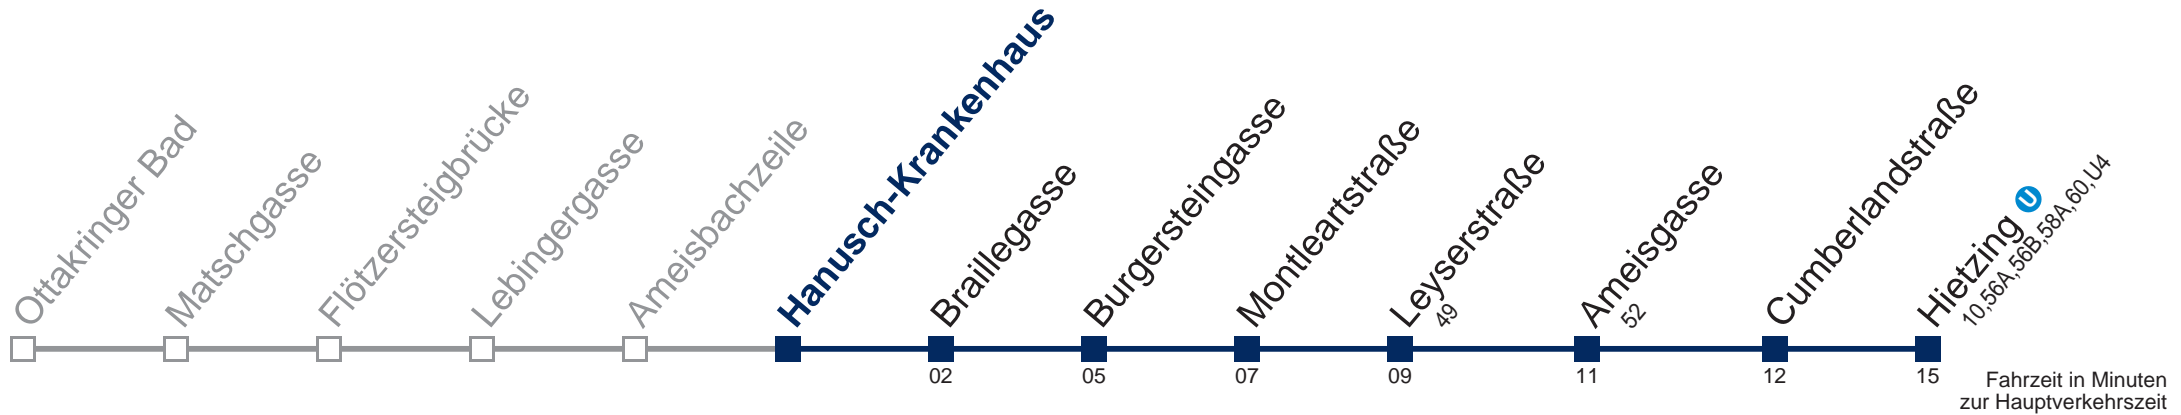 Ottakringer Bad
Matschgasse
Flötzersteigbrücke
Lebingergasse
Ameisbachzeile
Hanusch-Krankenhaus
Braillegasse
Burgersteingasse
Montleartstraße
Leyserstraße
49
Ameisgasse
52
Cumberlandstraße
Hietzing U
10,56A,56B,58A,60,U4
02
05
07
09
11
12
15
Fahrzeit in Minuten
zur Hauptverkehrszeit